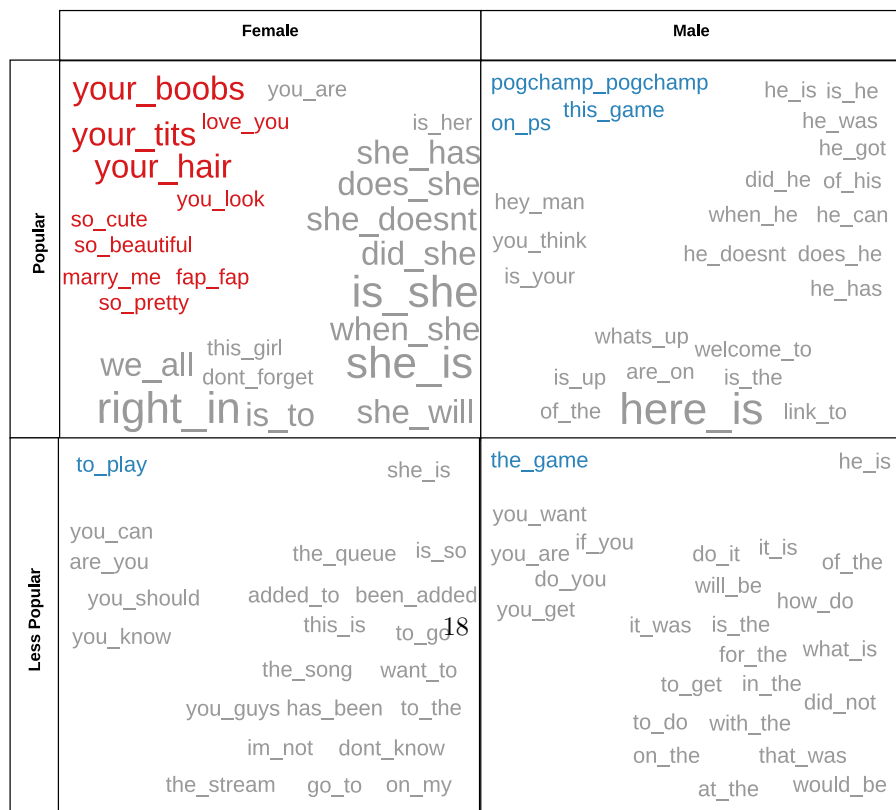 Female Male
Popular
your_boobs you_are
your_tits love_you is_her
your_hair she_has
you_look does_she
so_cute she_doesnt
so_beautiful did_she
marry_me fap_fap is_she
so_pretty when_she
this_girl
we_all she_is
dont_forget
right_in is_to she_will
pogchamp_pogchamp he_is is_he
on_ps this_game he_was
he_got
did_he of_his
hey_man when_he he_can
you_think he_doesnt does_he
is_your he_has
whats_up welcome_to
is_up are_on is_the
of_the here_is link_to
Less Popular
to_play she_is
you_can
are_you the_queue is_so
you_should added_to been_added
you_know this_is to_go
18
the_song want_to
you_guys has_been to_the
im_not dont_know
the_stream go_to on_my
the_game he_is
you_want
you_are if_you do_it it_is of_the
do_you will_be how_do
you_get it_was is_the
for_the what_is
to_get in_the did_not
to_do with_the
on_the that_was
at_the would_be